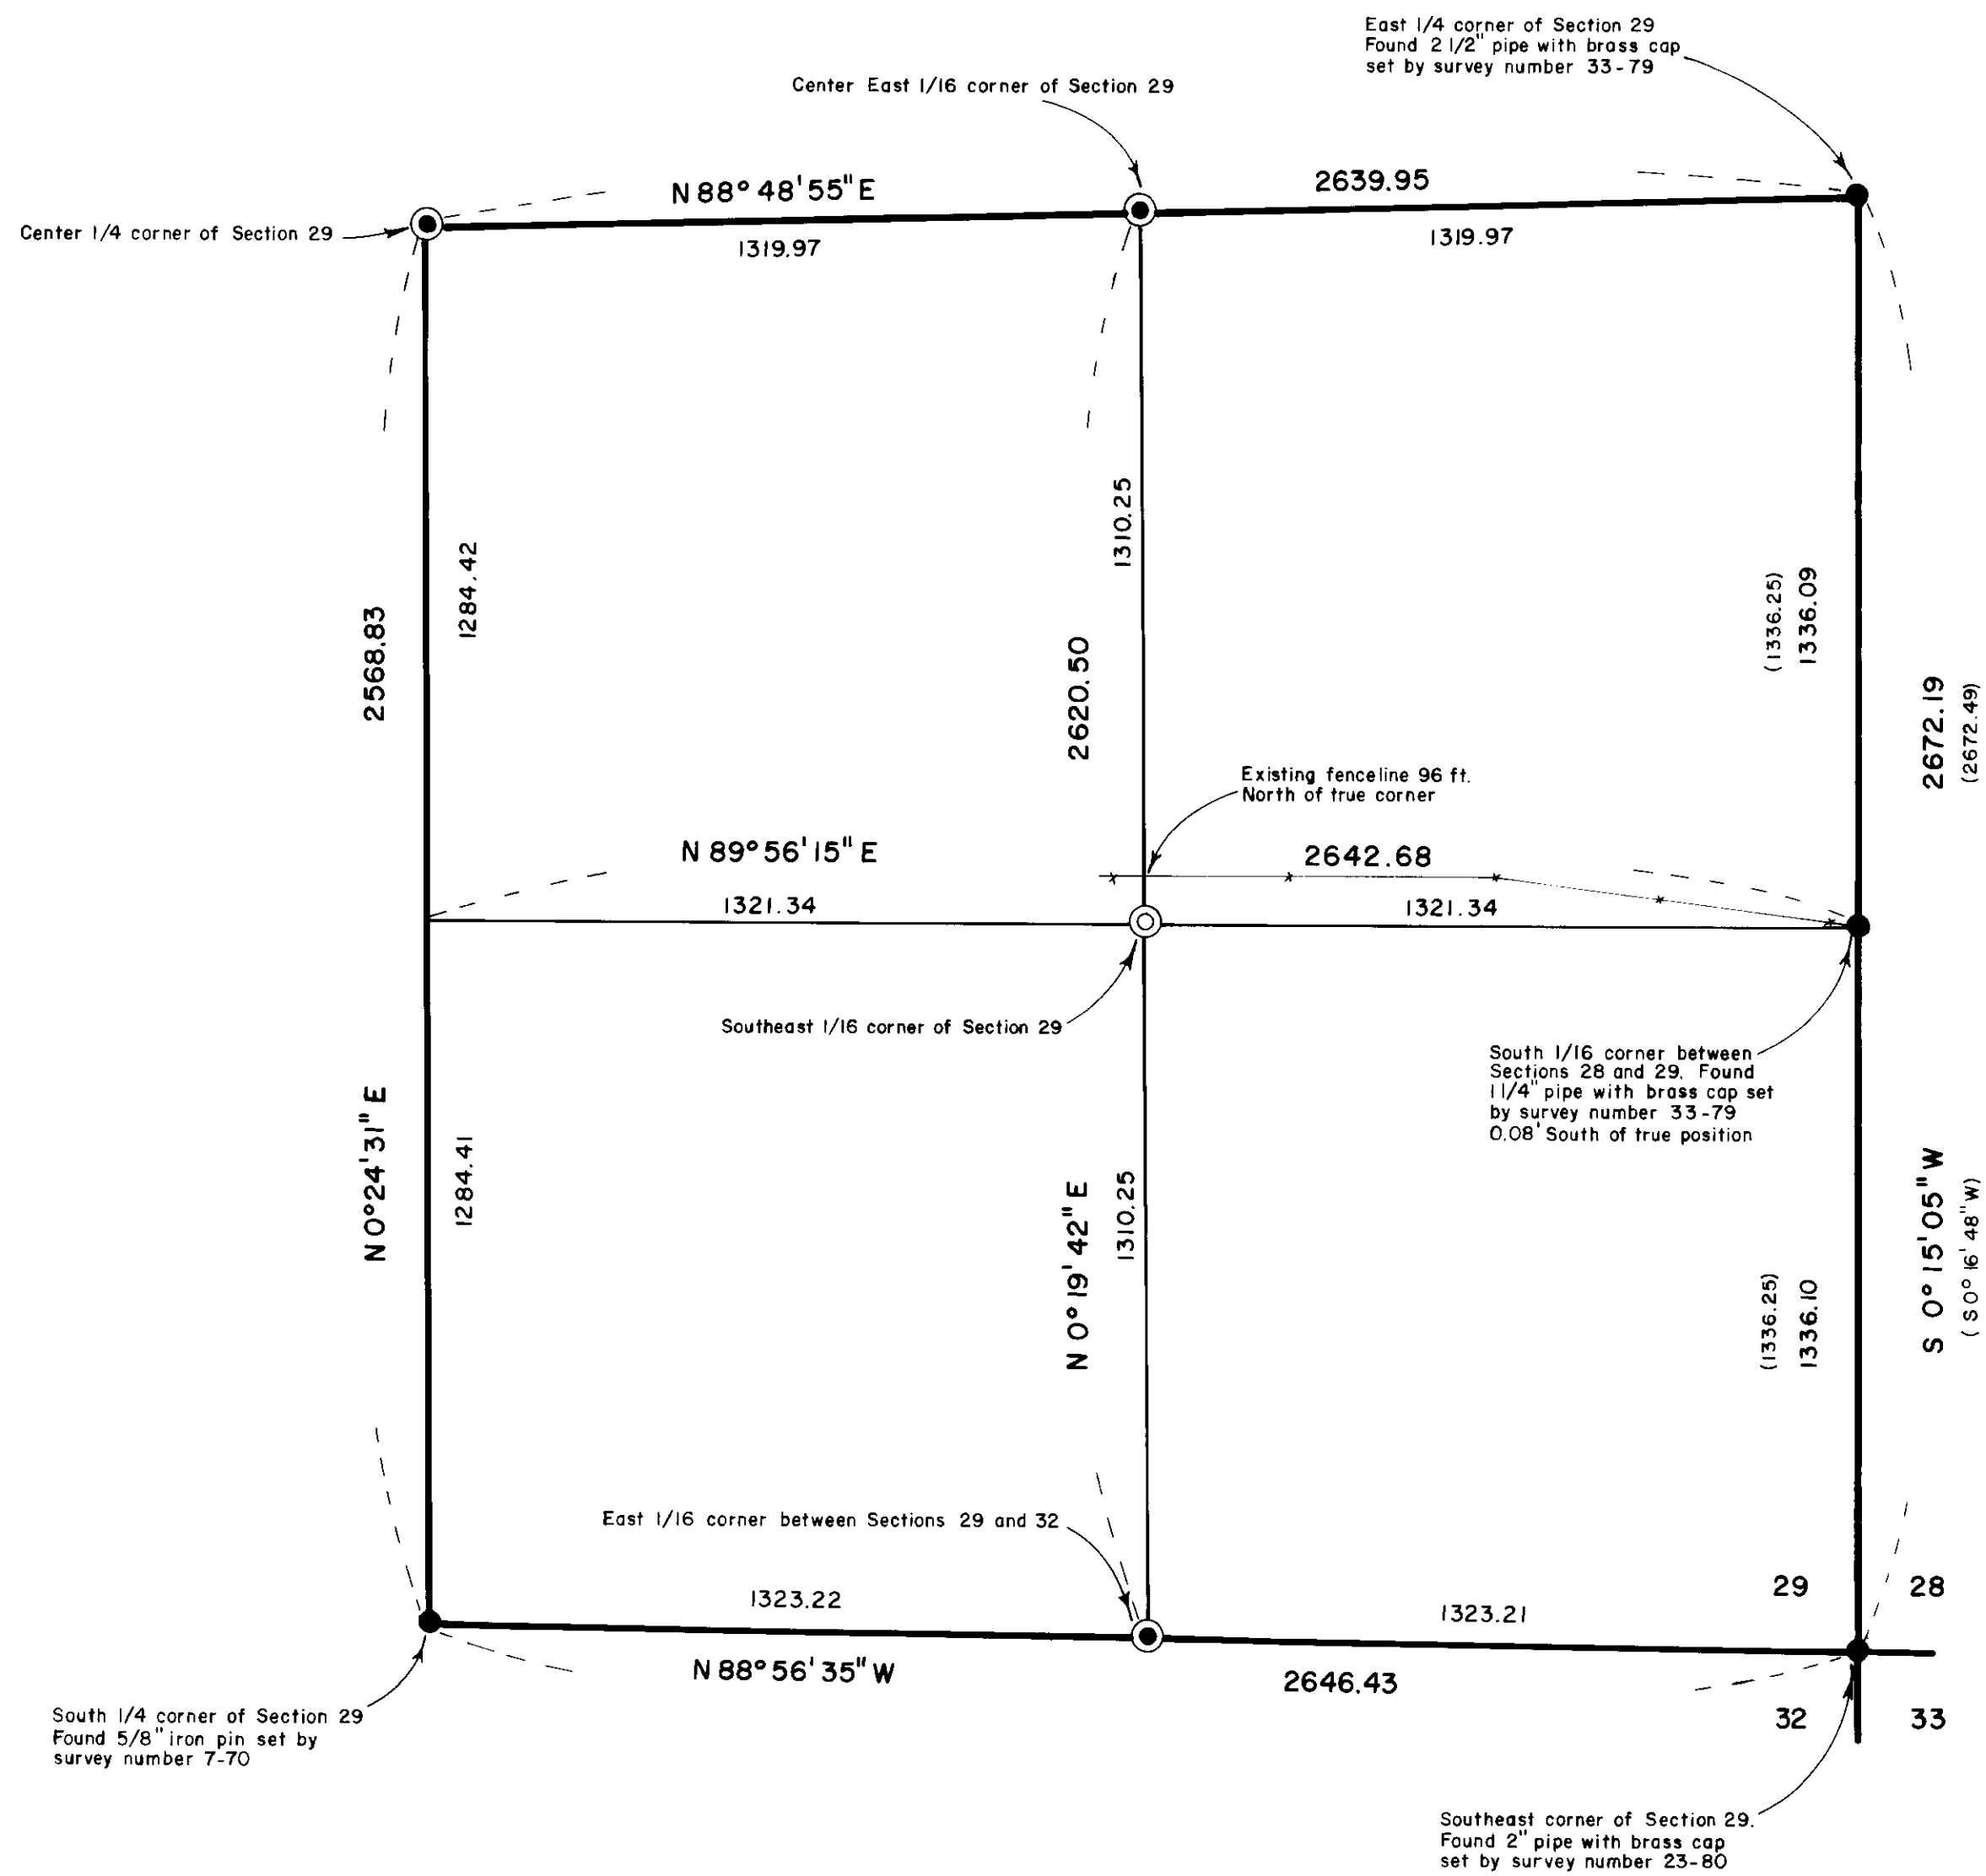 East 1/4 corner of Section 29
Found 2 1/2" pipe with brass cap
set by survey number 33-79
Center East 1/16 corner of Section 29
N 88° 48' 55" E
2639.95
Center 1/4 corner of Section 29
1319.97
1319.97
1310.25
1284.42
(1336.25)
1336.09
2568.83
2620.50
2672.19
(2672.49)
Existing fenceline 96 ft.
North of true corner
N 89° 56' 15" E
2642.68
1321.34
1321.34
Southeast 1/16 corner of Section 29
South 1/16 corner between
Sections 28 and 29. Found
1 1/4" pipe with brass cap set
by survey number 33-79
0.08' South of true position
N 0° 24' 31" E
1284.41
N 0° 19' 42" E
1310.25
(1336.25)
1336.10
S 0° 15' 05" W
( S 0° 16' 48" W)
East 1/16 corner between Sections 29 and 32
1323.22
1323.21
29
28
N 88° 56' 35" W
2646.43
32
33
South 1/4 corner of Section 29
Found 5/8" iron pin set by
survey number 7-70
Southeast corner of Section 29.
Found 2" pipe with brass cap
set by survey number 23-80